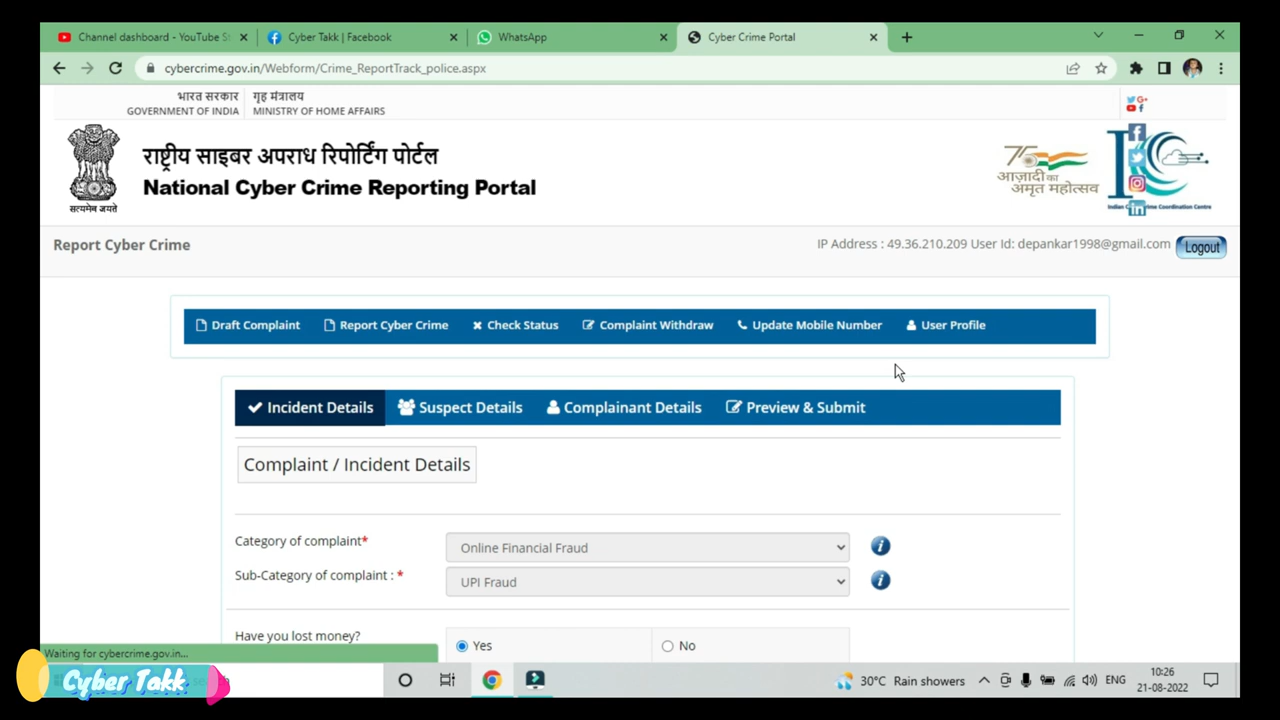 Channel dashboard - YouTube St
Cyber Takk | Facebook
WhatsApp
Cyber Crime Portal
cybercrime.gov.in/Webform/Crime_ReportTrack_police.aspx
भारत सरकार
GOVERNMENT OF INDIA
गृह मंत्रालय
MINISTRY OF HOME AFFAIRS
सत्यमेव जयते
राष्ट्रीय साइबर अपराध रिपोर्टिंग पोर्टल
National Cyber Crime Reporting Portal
75
आज़ादी का
अमृत महोत्सव
Indian C ime Coordination Centre
Report Cyber Crime
IP Address : 49.36.210.209 User Id: depankar1998@gmail.com Logout
Draft Complaint Report Cyber Crime Check Status Complaint Withdraw Update Mobile Number User Profile
Incident Details Suspect Details Complainant Details Preview & Submit
Complaint / Incident Details
Category of complaint* Online Financial Fraud
Sub-Category of complaint : * UPI Fraud
Have you lost money? Yes No
Waiting for cybercrime.gov.in...
Cyber Takk
30°C Rain showers ENG 10:26
21-08-2022